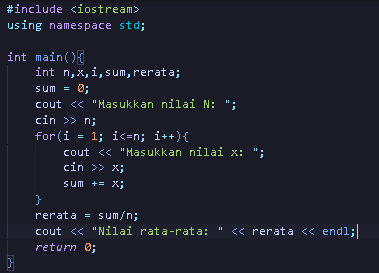 #include <iostream>
using namespace std;

int main(){
    int n,x,i,sum,rerata;
    sum = 0;
    cout << "Masukkan nilai N: ";
    cin >> n;
    for(i = 1; i<=n; i++){
        cout << "Masukkan nilai x: ";
        cin >> x;
        sum += x;
    }
    rerata = sum/n;
    cout << "Nilai rata-rata: " << rerata << endl;
    return 0;
}